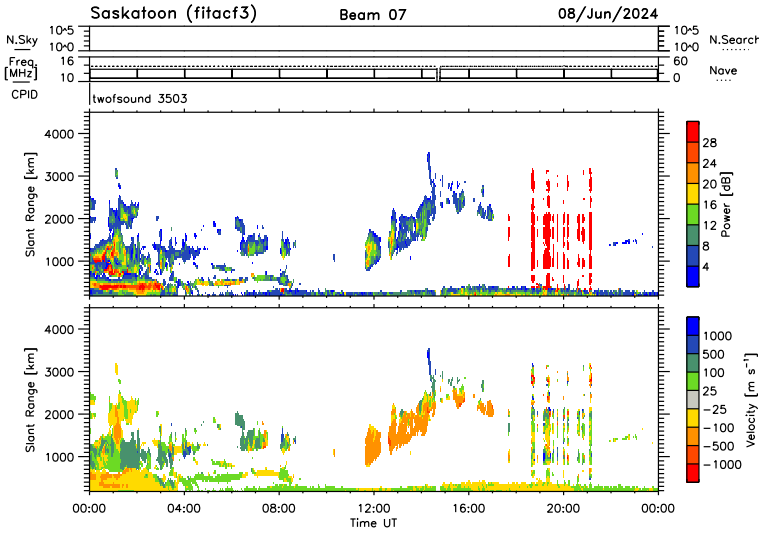 Saskatoon (fitacf3) Beam 07 08/Jun/2024
N.Sky 10^5 10^0 10^5 10^0 N.Search
Freq. [MHz] 16 10 60 0 Nave
CPID twofsound 3503
Slant Range [km] 4000 3000 2000 1000
Power [dB] 28 24 20 16 12 8 4
Slant Range [km] 4000 3000 2000 1000
Velocity [m s⁻¹] 1000 500 100 25 −25 −100 −500 −1000
00:00 04:00 08:00 12:00 16:00 20:00 00:00
Time UT